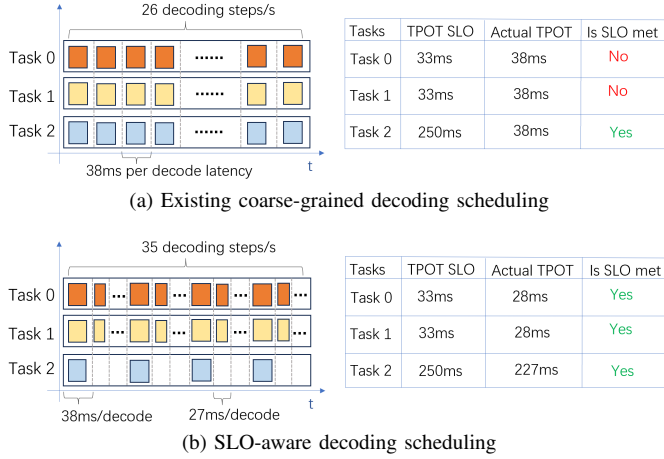 26 decoding steps/s
Task 0
Task 1
Task 2
......
......
......
t
38ms per decode latency
Tasks TPOT SLO Actual TPOT Is SLO met
Task 0 33ms 38ms No
Task 1 33ms 38ms No
Task 2 250ms 38ms Yes
(a) Existing coarse-grained decoding scheduling
35 decoding steps/s
Task 0 ... ... ... ...
Task 1 ... ... ... ...
Task 2
t
38ms/decode 27ms/decode
Tasks TPOT SLO Actual TPOT Is SLO met
Task 0 33ms 28ms Yes
Task 1 33ms 28ms Yes
Task 2 250ms 227ms Yes
(b) SLO-aware decoding scheduling